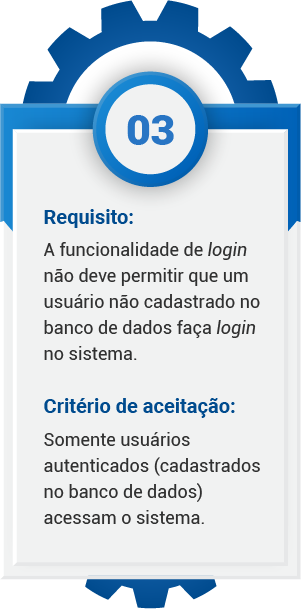 03
Requisito:
A funcionalidade de login
não deve permitir que um
usuário não cadastrado no
banco de dados faça login
no sistema.
Critério de aceitação:
Somente usuários
autenticados (cadastrados
no banco de dados)
acessam o sistema.